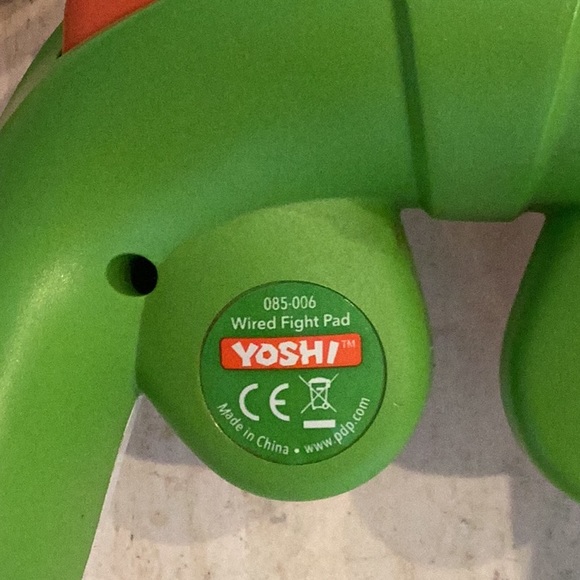 085-006
Wired Fight Pad
YOSHI™
CE
Made in China • www.pdp.com